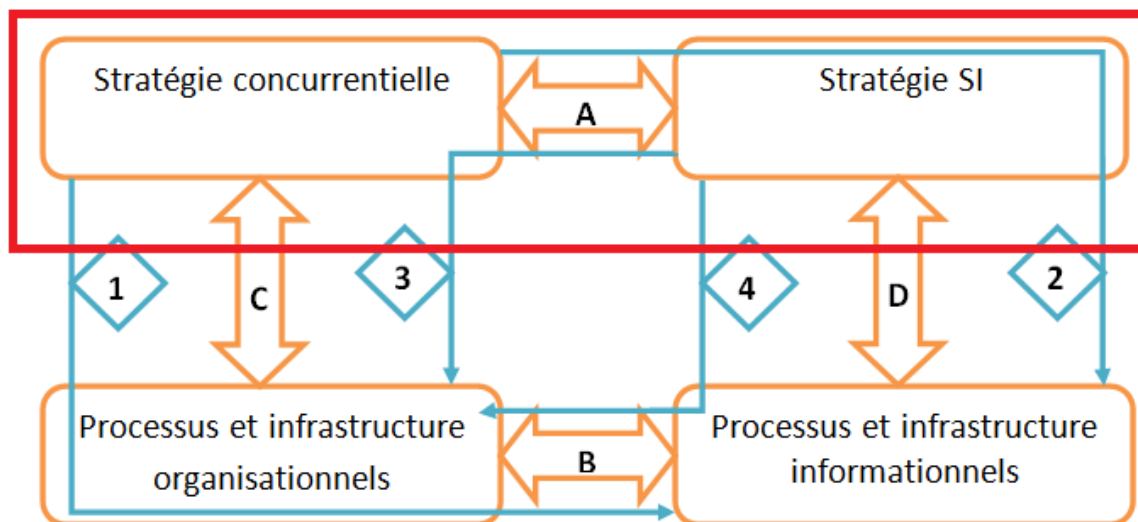 Stratégie concurrentielle
Stratégie SI
A
1
C
3
4
D
2
Processus et infrastructure
organisationnels
B
Processus et infrastructure
informationnels